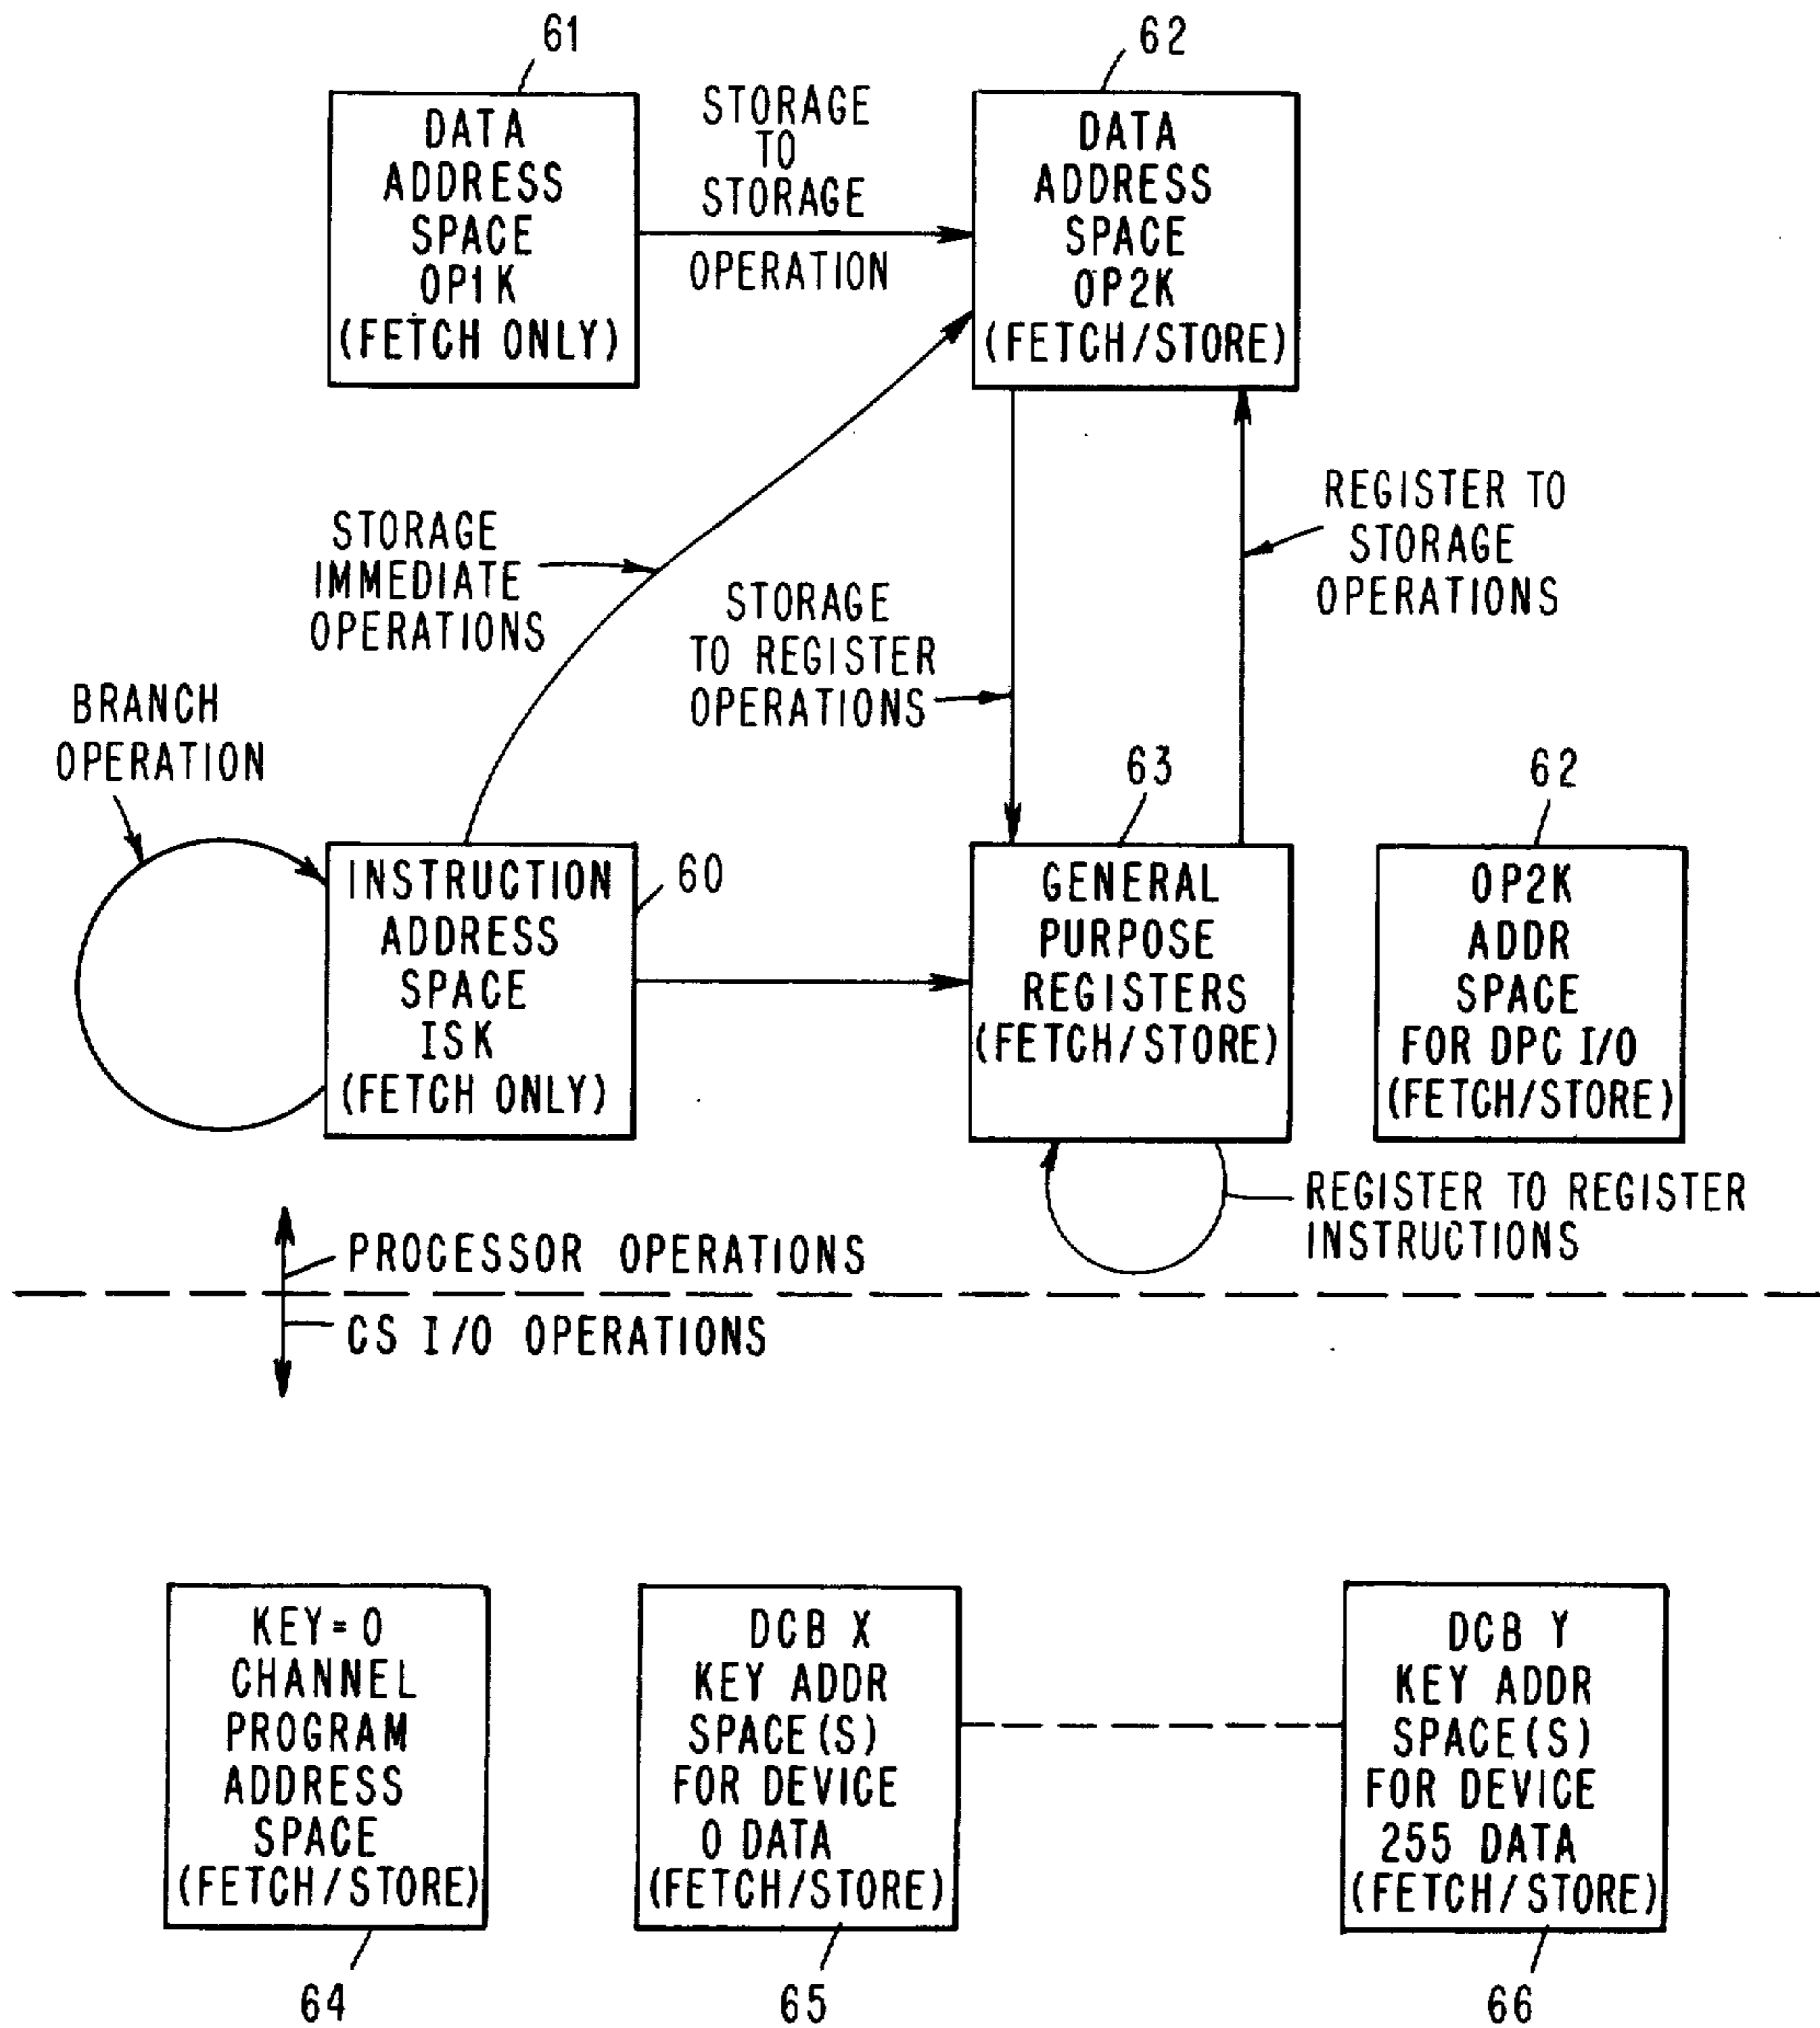 61
DATA
ADDRESS
SPACE
OP1K
(FETCH ONLY)
STORAGE
TO
STORAGE
OPERATION
62
DATA
ADDRESS
SPACE
OP2K
(FETCH/STORE)
STORAGE
IMMEDIATE
OPERATIONS
STORAGE
TO REGISTER
OPERATIONS
REGISTER TO
STORAGE
OPERATIONS
BRANCH
OPERATION
INSTRUCTION
ADDRESS
SPACE
ISK
(FETCH ONLY)
60
63
GENERAL
PURPOSE
REGISTERS
(FETCH/STORE)
62
OP2K
ADDR
SPACE
FOR DPC I/O
(FETCH/STORE)
REGISTER TO REGISTER
INSTRUCTIONS
PROCESSOR OPERATIONS
CS I/O OPERATIONS
KEY=0
CHANNEL
PROGRAM
ADDRESS
SPACE
(FETCH/STORE)
64
DCB X
KEY ADDR
SPACE(S)
FOR DEVICE
0 DATA
(FETCH/STORE)
65
DCB Y
KEY ADDR
SPACE(S)
FOR DEVICE
255 DATA
(FETCH/STORE)
66